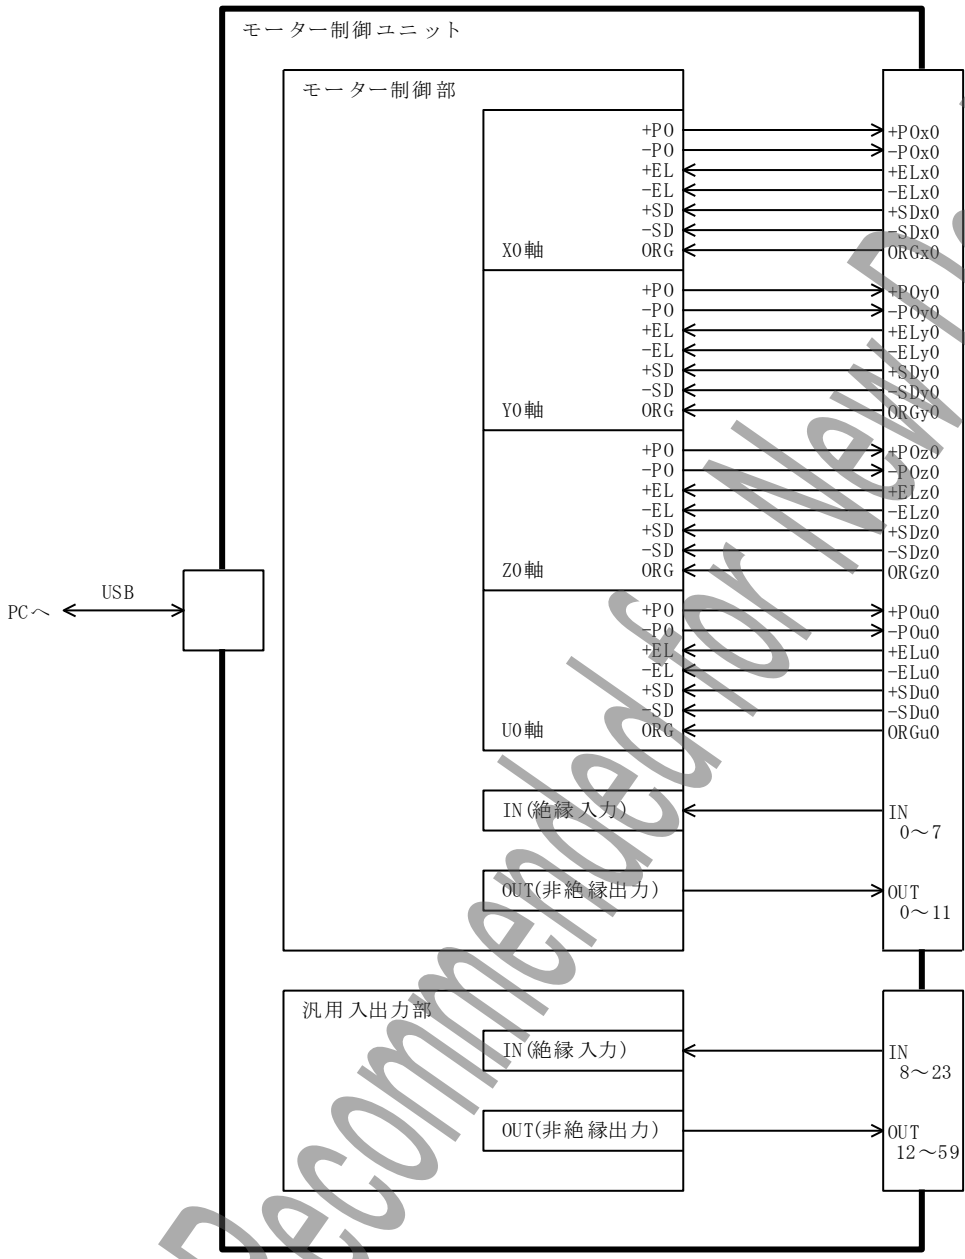 モーター制御ユニット
モーター制御部
+PO +POx0
-PO -POx0
+EL +ELx0
-EL -ELx0
+SD +SDx0
-SD -SDx0
X0軸 ORG ORGx0
+PO +POy0
-PO -POy0
+EL +ELy0
-EL -ELy0
+SD +SDy0
-SD -SDy0
Y0軸 ORG ORGy0
+PO +POz0
-PO -POz0
+EL +ELz0
-EL -ELz0
+SD +SDz0
-SD -SDz0
Z0軸 ORG ORGz0
USB
PCへ
+PO +POu0
-PO -POu0
+EL +ELu0
-EL -ELu0
+SD +SDu0
-SD -SDu0
U0軸 ORG ORGu0
IN(絶縁入力) IN
0～7
OUT(非絶縁出力) OUT
0～11
汎用入出力部
IN(絶縁入力) IN
8～23
OUT(非絶縁出力) OUT
12～59
Recommended for New